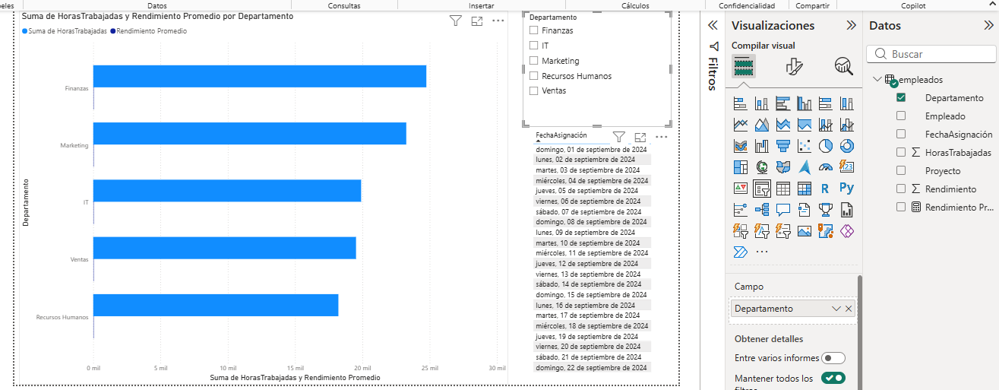 Datos
Consultas
Insertar
Cálculos
Confidencialidad
Compartir
Copilot
Suma de HorasTrabajadas y Rendimiento Promedio por Departamento
Suma de HorasTrabajadas
Rendimiento Promedio
Departamento
Finanzas
Marketing
IT
Ventas
Recursos Humanos
0 mil
5 mil
10 mil
15 mil
20 mil
25 mil
30 mil
Suma de HorasTrabajadas y Rendimiento Promedio
Departamento
Finanzas
IT
Marketing
Recursos Humanos
Ventas
FechaAsignación
domingo, 01 de septiembre de 2024
lunes, 02 de septiembre de 2024
martes, 03 de septiembre de 2024
miércoles, 04 de septiembre de 2024
jueves, 05 de septiembre de 2024
viernes, 06 de septiembre de 2024
sábado, 07 de septiembre de 2024
domingo, 08 de septiembre de 2024
lunes, 09 de septiembre de 2024
martes, 10 de septiembre de 2024
miércoles, 11 de septiembre de 2024
jueves, 12 de septiembre de 2024
viernes, 13 de septiembre de 2024
sábado, 14 de septiembre de 2024
domingo, 15 de septiembre de 2024
lunes, 16 de septiembre de 2024
martes, 17 de septiembre de 2024
miércoles, 18 de septiembre de 2024
jueves, 19 de septiembre de 2024
viernes, 20 de septiembre de 2024
sábado, 21 de septiembre de 2024
domingo, 22 de septiembre de 2024
Filtros
Visualizaciones
Compilar visual
123
R
Py
Campo
Departamento
Obtener detalles
Entre varios informes
Mantener todos los
Datos
Buscar
empleados
Departamento
Empleado
FechaAsignación
HorasTrabajadas
Proyecto
Rendimiento
Rendimiento Pr...